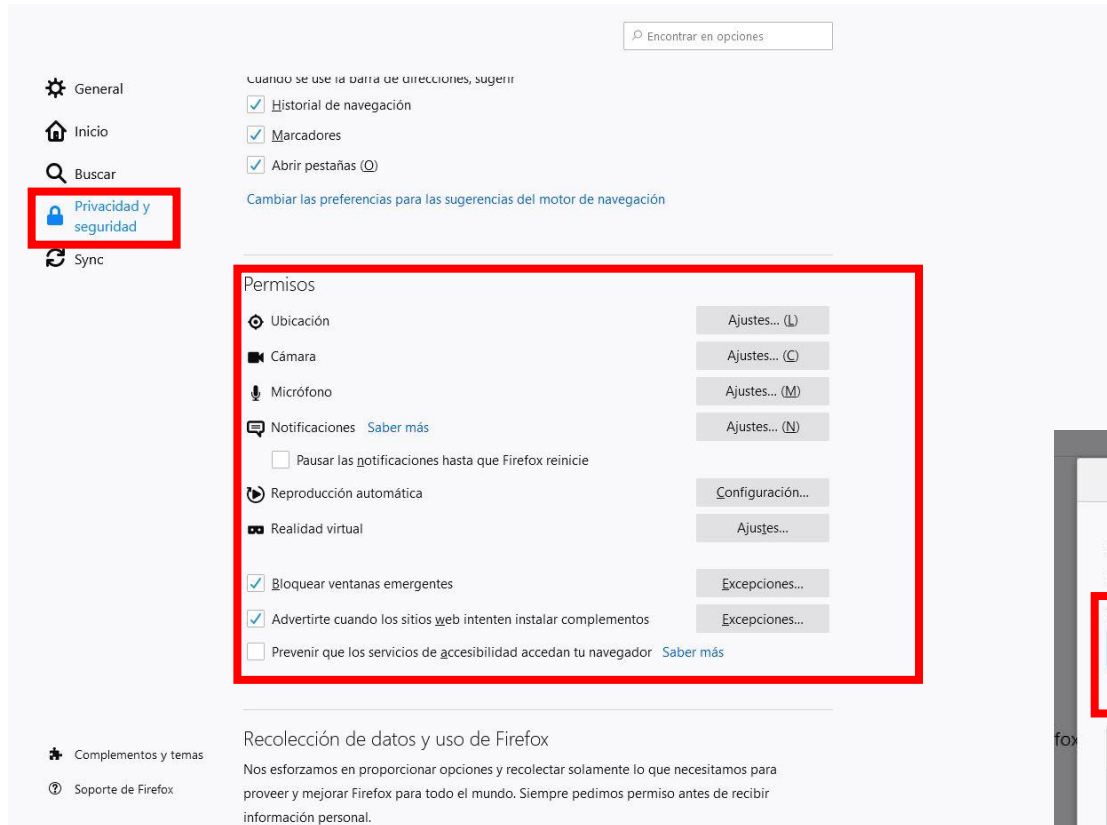 Encontrar en opciones
General
Inicio
Buscar
Privacidad y
seguridad
Sync
Cuando se use la barra de direcciones, sugerir
Historial de navegación
Marcadores
Abrir pestañas (O)
Cambiar las preferencias para las sugerencias del motor de navegación
Permisos
Ubicación Ajustes... (L)
Cámara Ajustes... (C)
Micrófono Ajustes... (M)
Notificaciones Saber más Ajustes... (N)
Pausar las notificaciones hasta que Firefox reinicie
Reproducción automática Configuración...
Realidad virtual Ajustes...
Bloquear ventanas emergentes Excepciones...
Advertirte cuando los sitios web intenten instalar complementos Excepciones...
Prevenir que los servicios de accesibilidad accedan tu navegador Saber más
Recolección de datos y uso de Firefox
Nos esforzamos en proporcionar opciones y recolectar solamente lo que necesitamos para
proveer y mejorar Firefox para todo el mundo. Siempre pedimos permiso antes de recibir
información personal.
Complementos y temas
Soporte de Firefox
fox